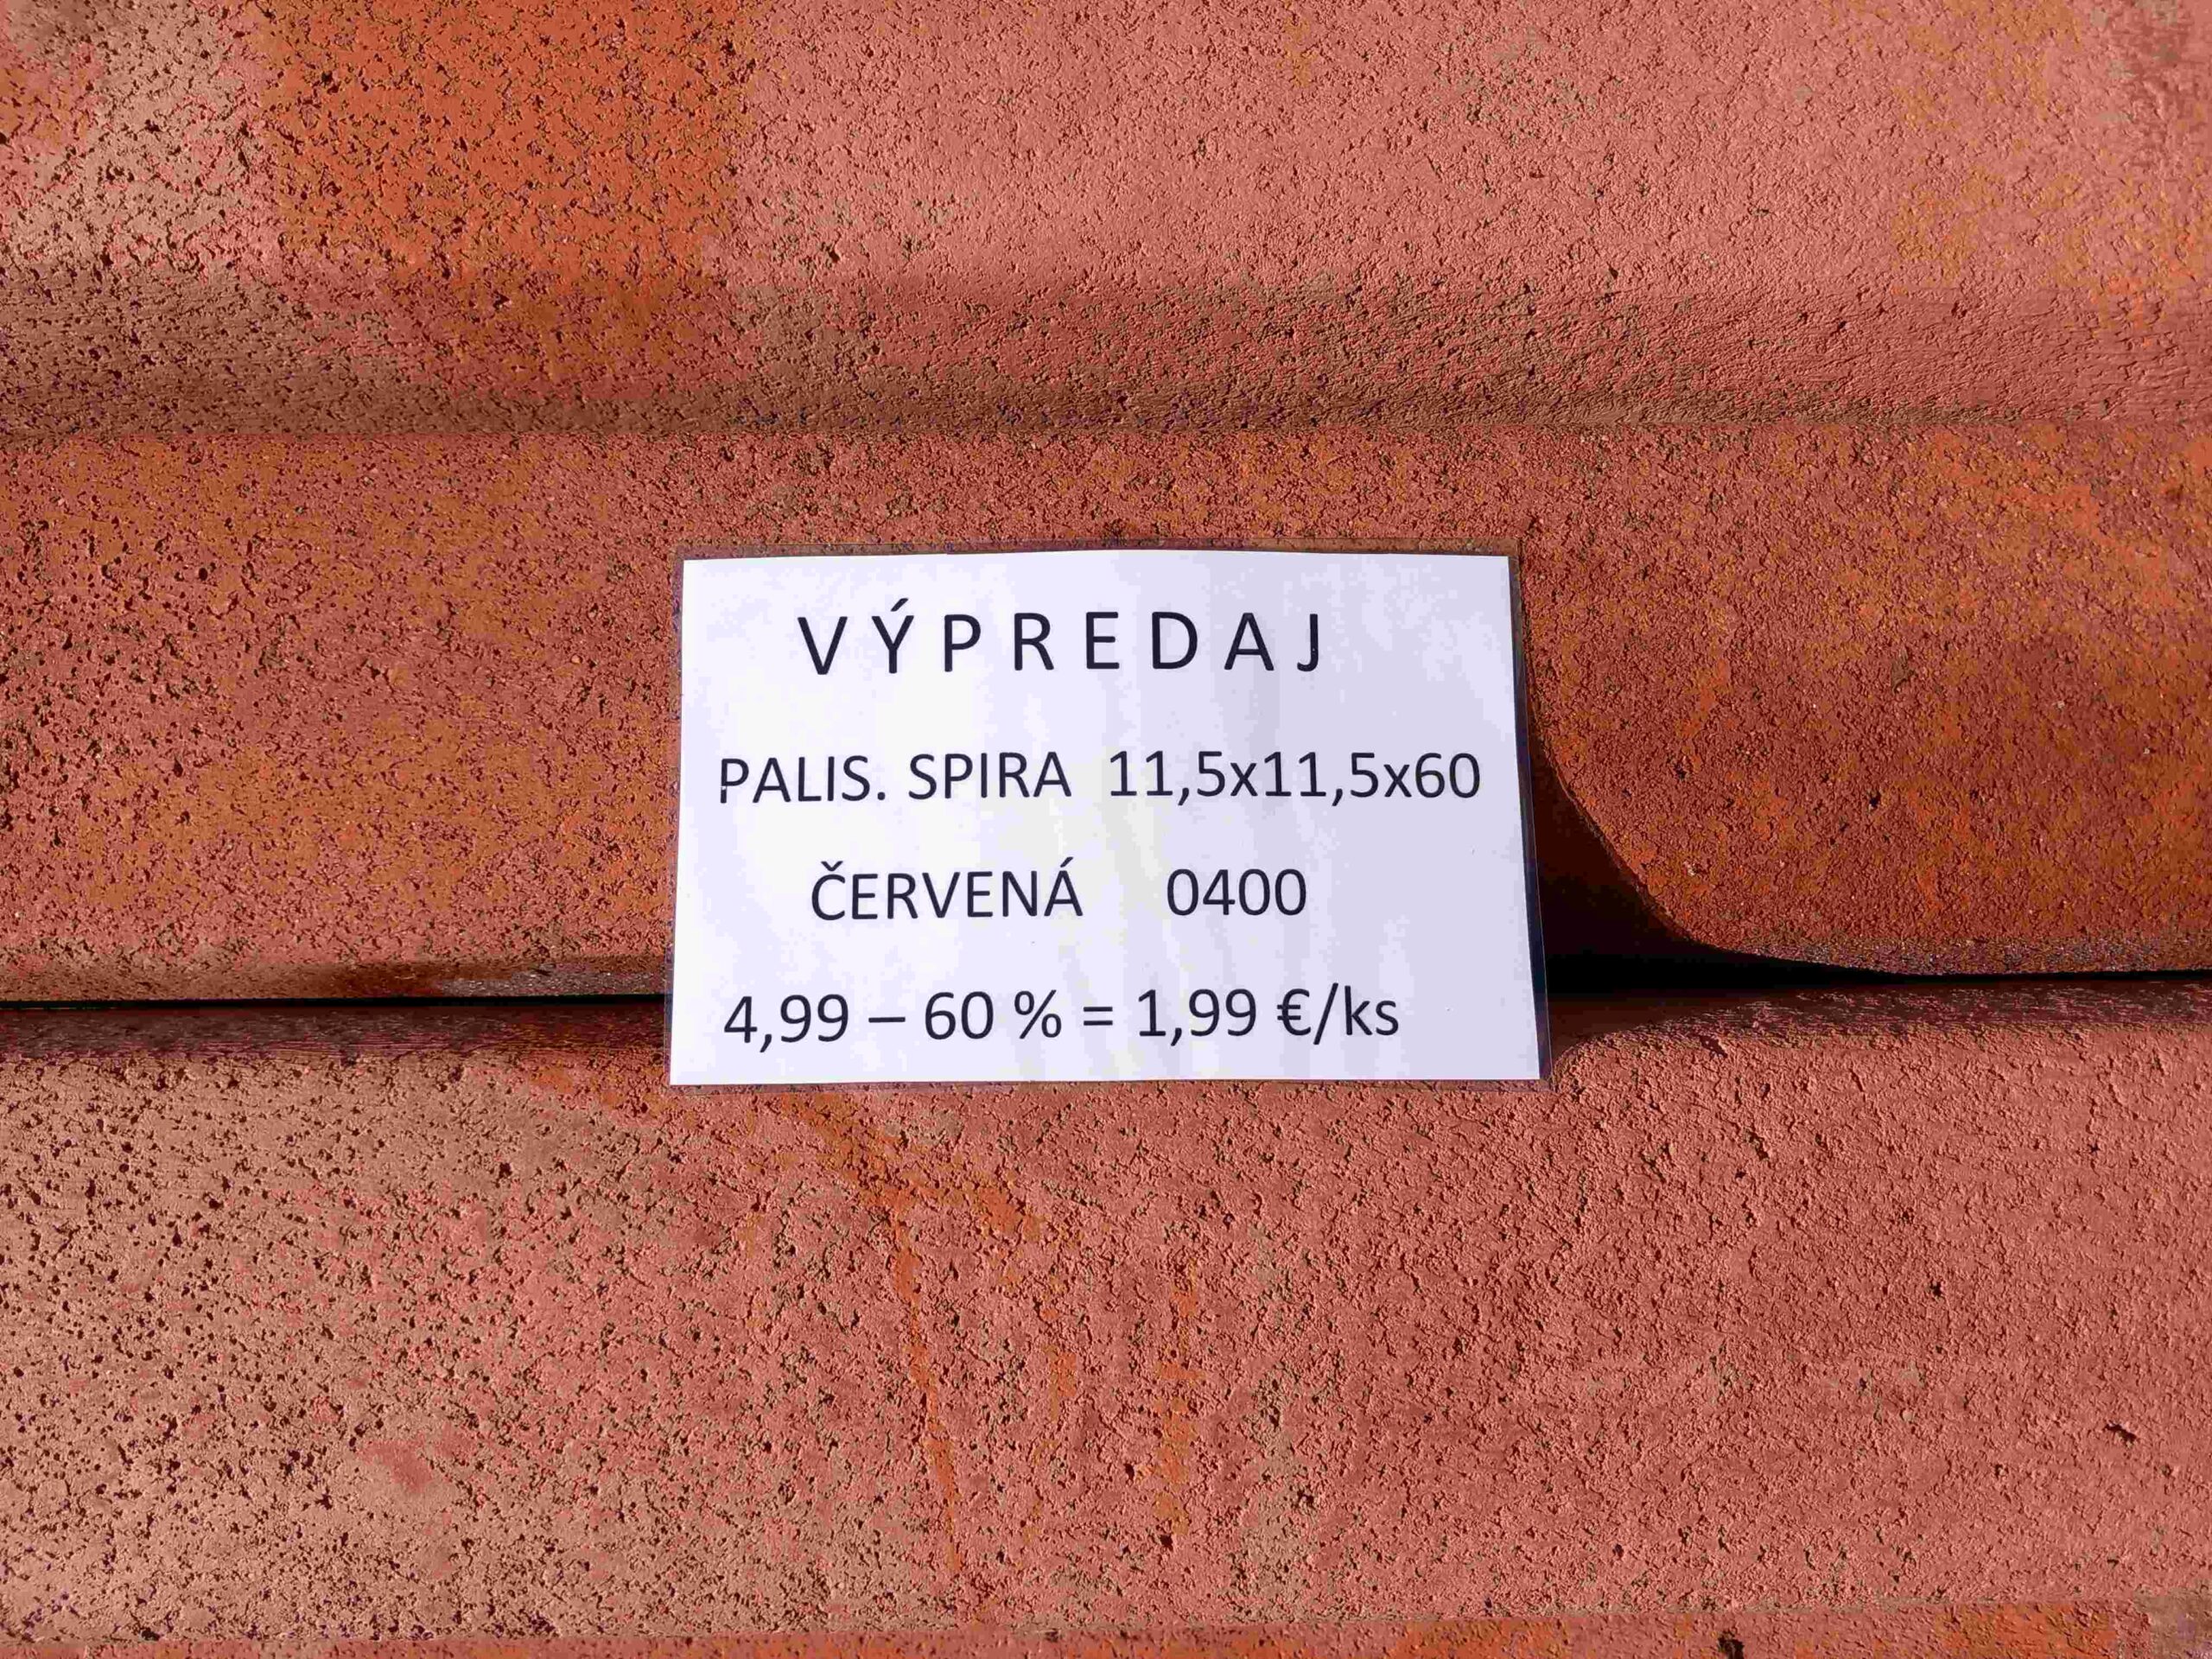 VÝPREDAJ
PALIS. SPIRA 11,5x11,5x60
ČERVENÁ 0400
4,99 – 60 % = 1,99 €/ks